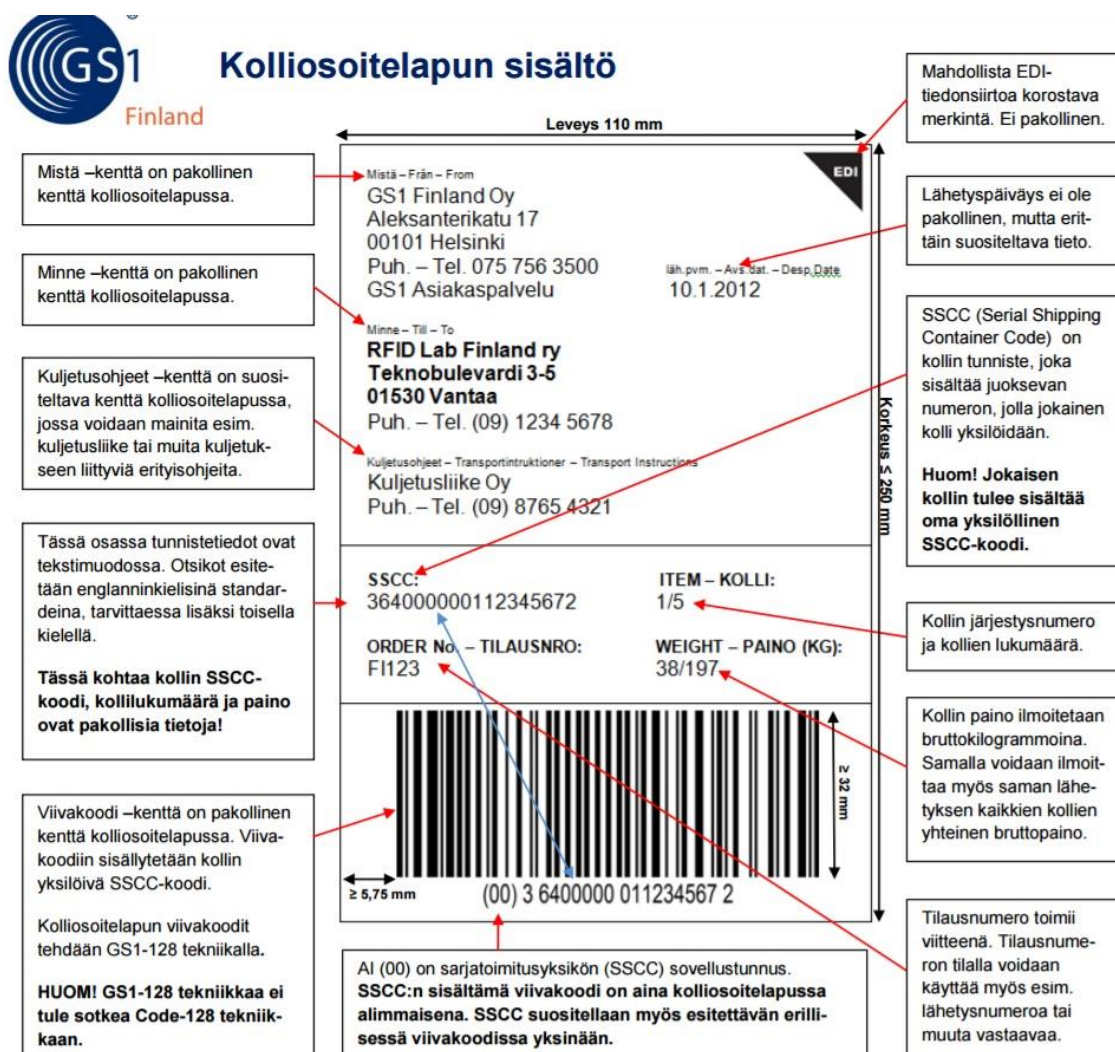 GS1
Finland
Kolliosoitelapun sisältö
Mistä –kenttä on pakollinen
kenttä kolliosoitelapussa.
Minne –kenttä on pakollinen
kenttä kolliosoitelapussa.
Kuljetusohjeet –kenttä on suosi-
teltava kenttä kolliosoitelapussa,
jossa voidaan mainita esim.
kuljetusliike tai muita kuljetuk-
seen liittyviä erityisohjeita.
Tässä osassa tunnistetiedot ovat
tekstimuodossa. Otsikot esite-
tään englanninkielisinä standar-
deina, tarvittaessa lisäksi toisella
kielellä.
Tässä kohtaa kollin SSCC-
koodi, kollilukumäärä ja paino
ovat pakollisia tietoja!
Viivakoodi –kenttä on pakollinen
kenttä kolliosoitelapussa. Viiva-
koodiin sisällytetään kollin
yksilöivä SSCC-koodi.
Kolliosoitelapun viivakoodit
tehdään GS1-128 tekniikalla.
HUOM! GS1-128 tekniikkaa ei
tule sotkea Code-128 tekniik-
kaan.
Leveys 110 mm
Mistä – Från – From
GS1 Finland Oy
Aleksanterikatu 17
00101 Helsinki
Puh. – Tel. 075 756 3500
GS1 Asiakaspalvelu
EDI
läh.pvm. – Avs.dat. – Desp.Date
10.1.2012
Minne – Till – To
RFID Lab Finland ry
Teknobulevardi 3-5
01530 Vantaa
Puh. – Tel. (09) 1234 5678
Kuljetusohjeet – Transportintruktioner – Transport Instructions
Kuljetusliike Oy
Puh. – Tel. (09) 8765 4321
Korkeus ≤ 250 mm
SSCC:
364000000112345672
ITEM – KOLLI:
1/5
ORDER No. – TILAUSNRO:
FI123
WEIGHT – PAINO (KG):
38/197
≥ 32 mm
≥ 5,75 mm
(00) 3 6400000 011234567 2
AI (00) on sarjatoimitusyksikön (SSCC) sovellustunnus.
SSCC:n sisältämä viivakoodi on aina kolliosoitelapussa
alimmaisena. SSCC suositellaan myös esitettävän erilli-
sessä viivakoodissa yksinään.
Mahdollista EDI-
tiedonsiirtoa korostava
merkintä. Ei pakollinen.
Lähetyspäiväys ei ole
pakollinen, mutta erit-
täin suositeltava tieto.
SSCC (Serial Shipping
Container Code) on
kollin tunniste, joka
sisältää juoksevan
numeron, jolla jokainen
kolli yksilöidään.
Huom! Jokaisen
kollin tulee sisältää
oma yksilöllinen
SSCC-koodi.
Kollin järjestysnumero
ja kollien lukumäärä.
Kollin paino ilmoitetaan
bruttokilogrammoina.
Samalla voidaan ilmoit-
taa myös saman lähe-
tyksen kaikkien kollien
yhteinen bruttopaino.
Tilausnumero toimii
viitteenä. Tilausnume-
ron tilalla voidaan
käyttää myös esim.
lähetysnumeroa tai
muuta vastaavaa.